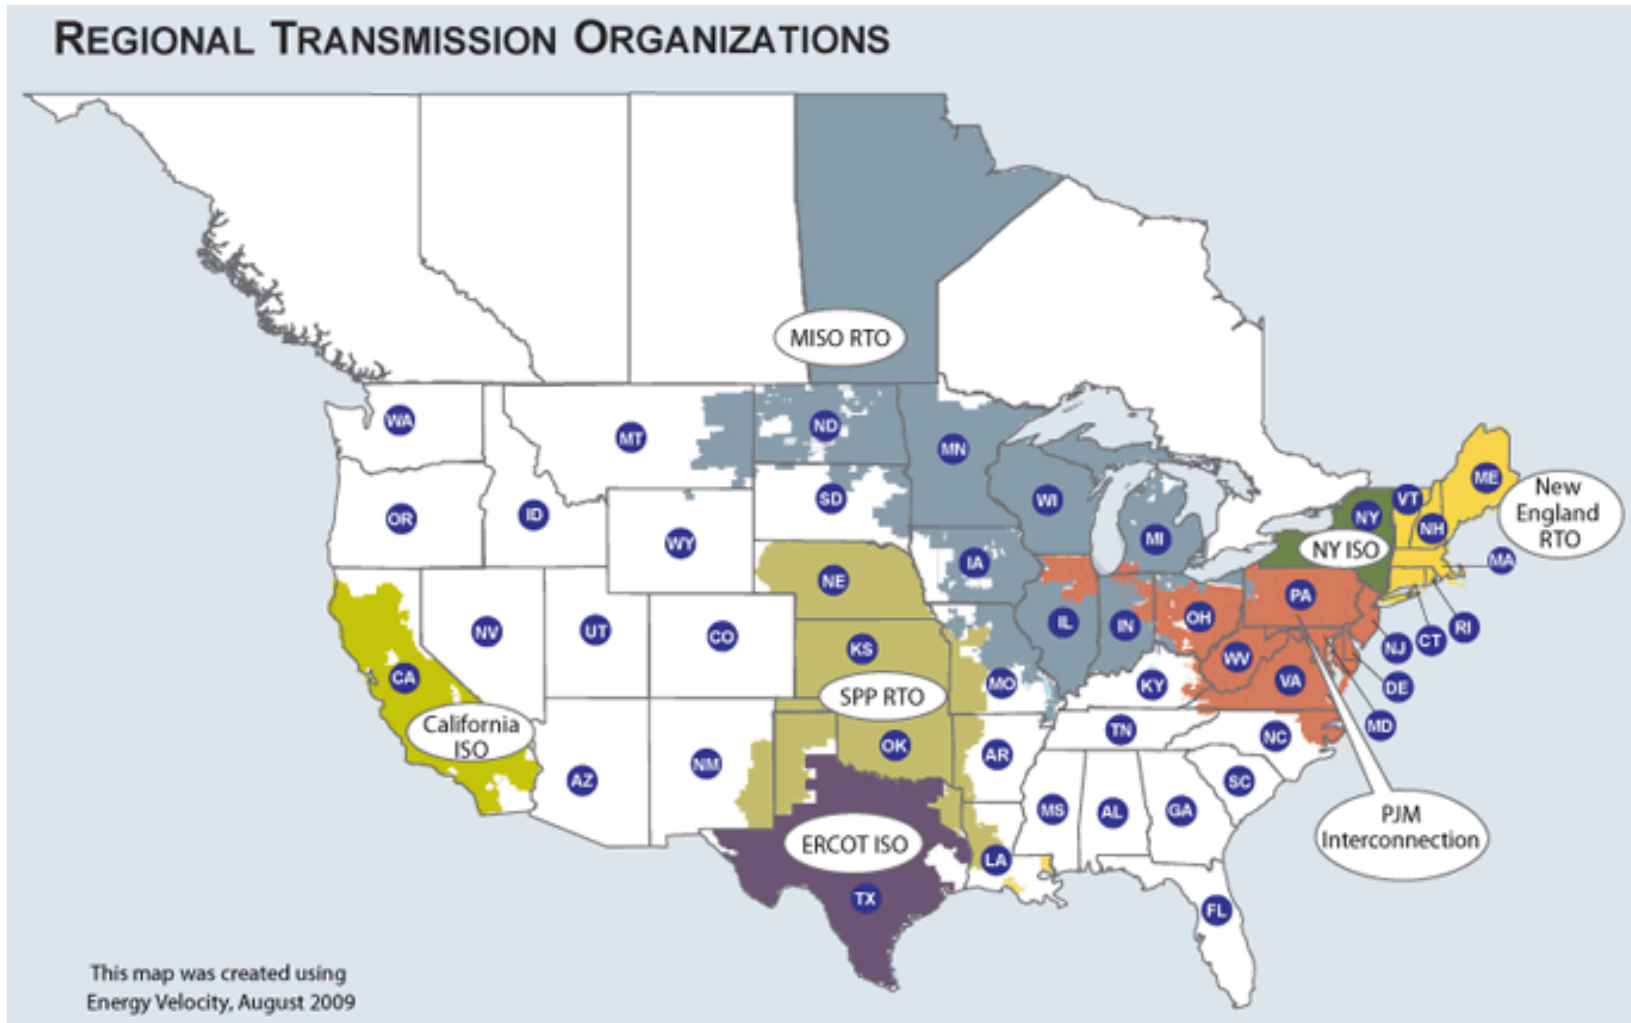 REGIONAL TRANSMISSION ORGANIZATIONS
MISO RTO
WA
MT
ND
MN
OR
ID
SD
WI
MI
NY
VT
ME
NH
New
England
RTO
NY ISO
MA
WY
IA
NE
PA
NV
UT
CO
KS
IL
IN
OH
WV
VA
NJ
CT
RI
DE
MD
CA
California
ISO
SPP RTO
MO
KY
AZ
NM
OK
AR
TN
NC
SC
MS
AL
GA
PJM
Interconnection
ERCOT ISO
LA
TX
FL
This map was created using
Energy Velocity, August 2009